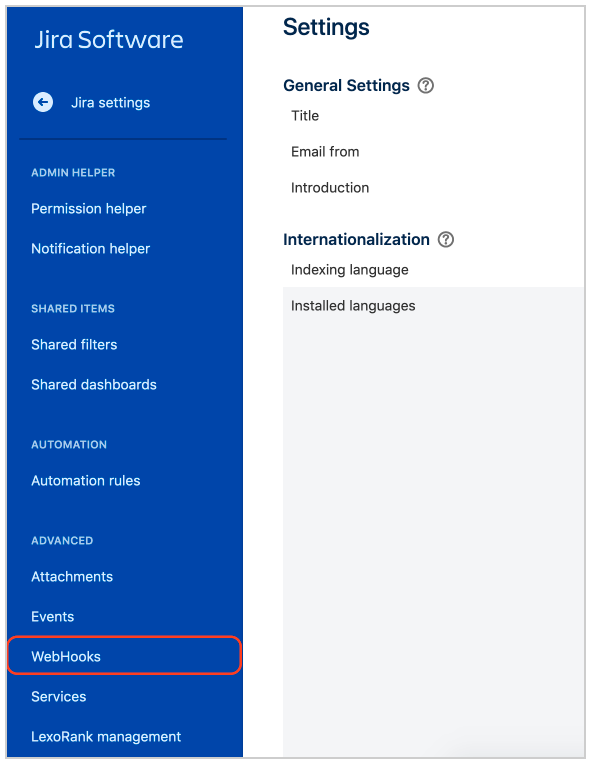 Jira Software
Jira settings
ADMIN HELPER
Permission helper
Notification helper
SHARED ITEMS
Shared filters
Shared dashboards
AUTOMATION
Automation rules
ADVANCED
Attachments
Events
WebHooks
Services
LexoRank management
Settings
General Settings ?
Title
Email from
Introduction
Internationalization ?
Indexing language
Installed languages